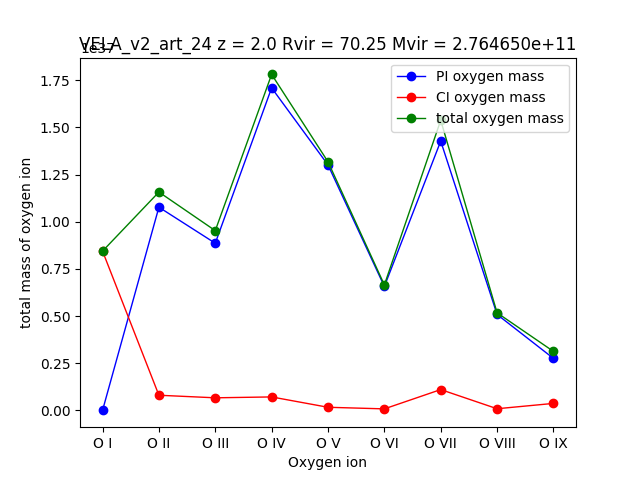 VELA_v2_art_24 z = 2.0 Rvir = 70.25 Mvir = 2.764650e+11
1e37
PI oxygen mass
CI oxygen mass
total oxygen mass
total mass of oxygen ion
1.75
1.50
1.25
1.00
0.75
0.50
0.25
0.00
O I O II O III O IV O V O VI O VII O VIII O IX
Oxygen ion